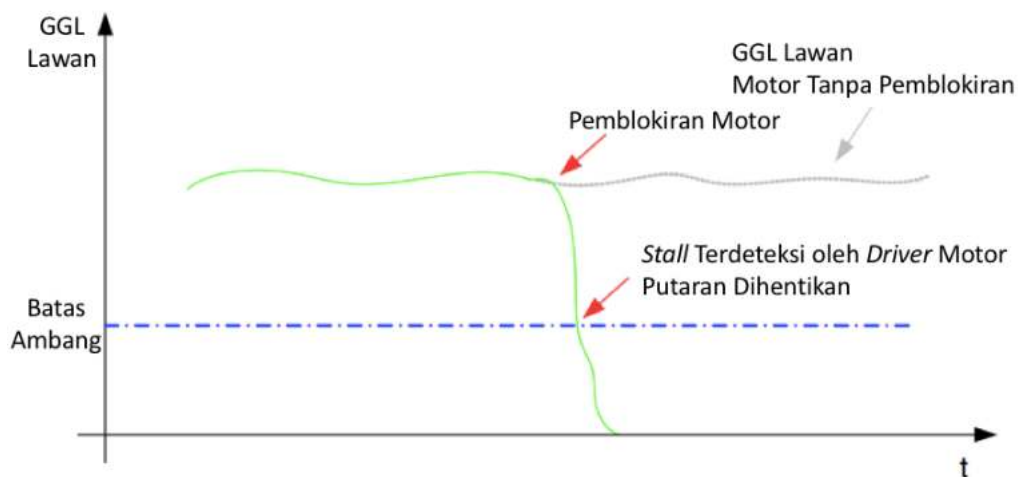 GGL
Lawan
GGL Lawan
Motor Tanpa Pemblokiran
Pemblokiran Motor
Stall Terdeteksi oleh Driver Motor
Putaran Dihentikan
Batas
Ambang
t